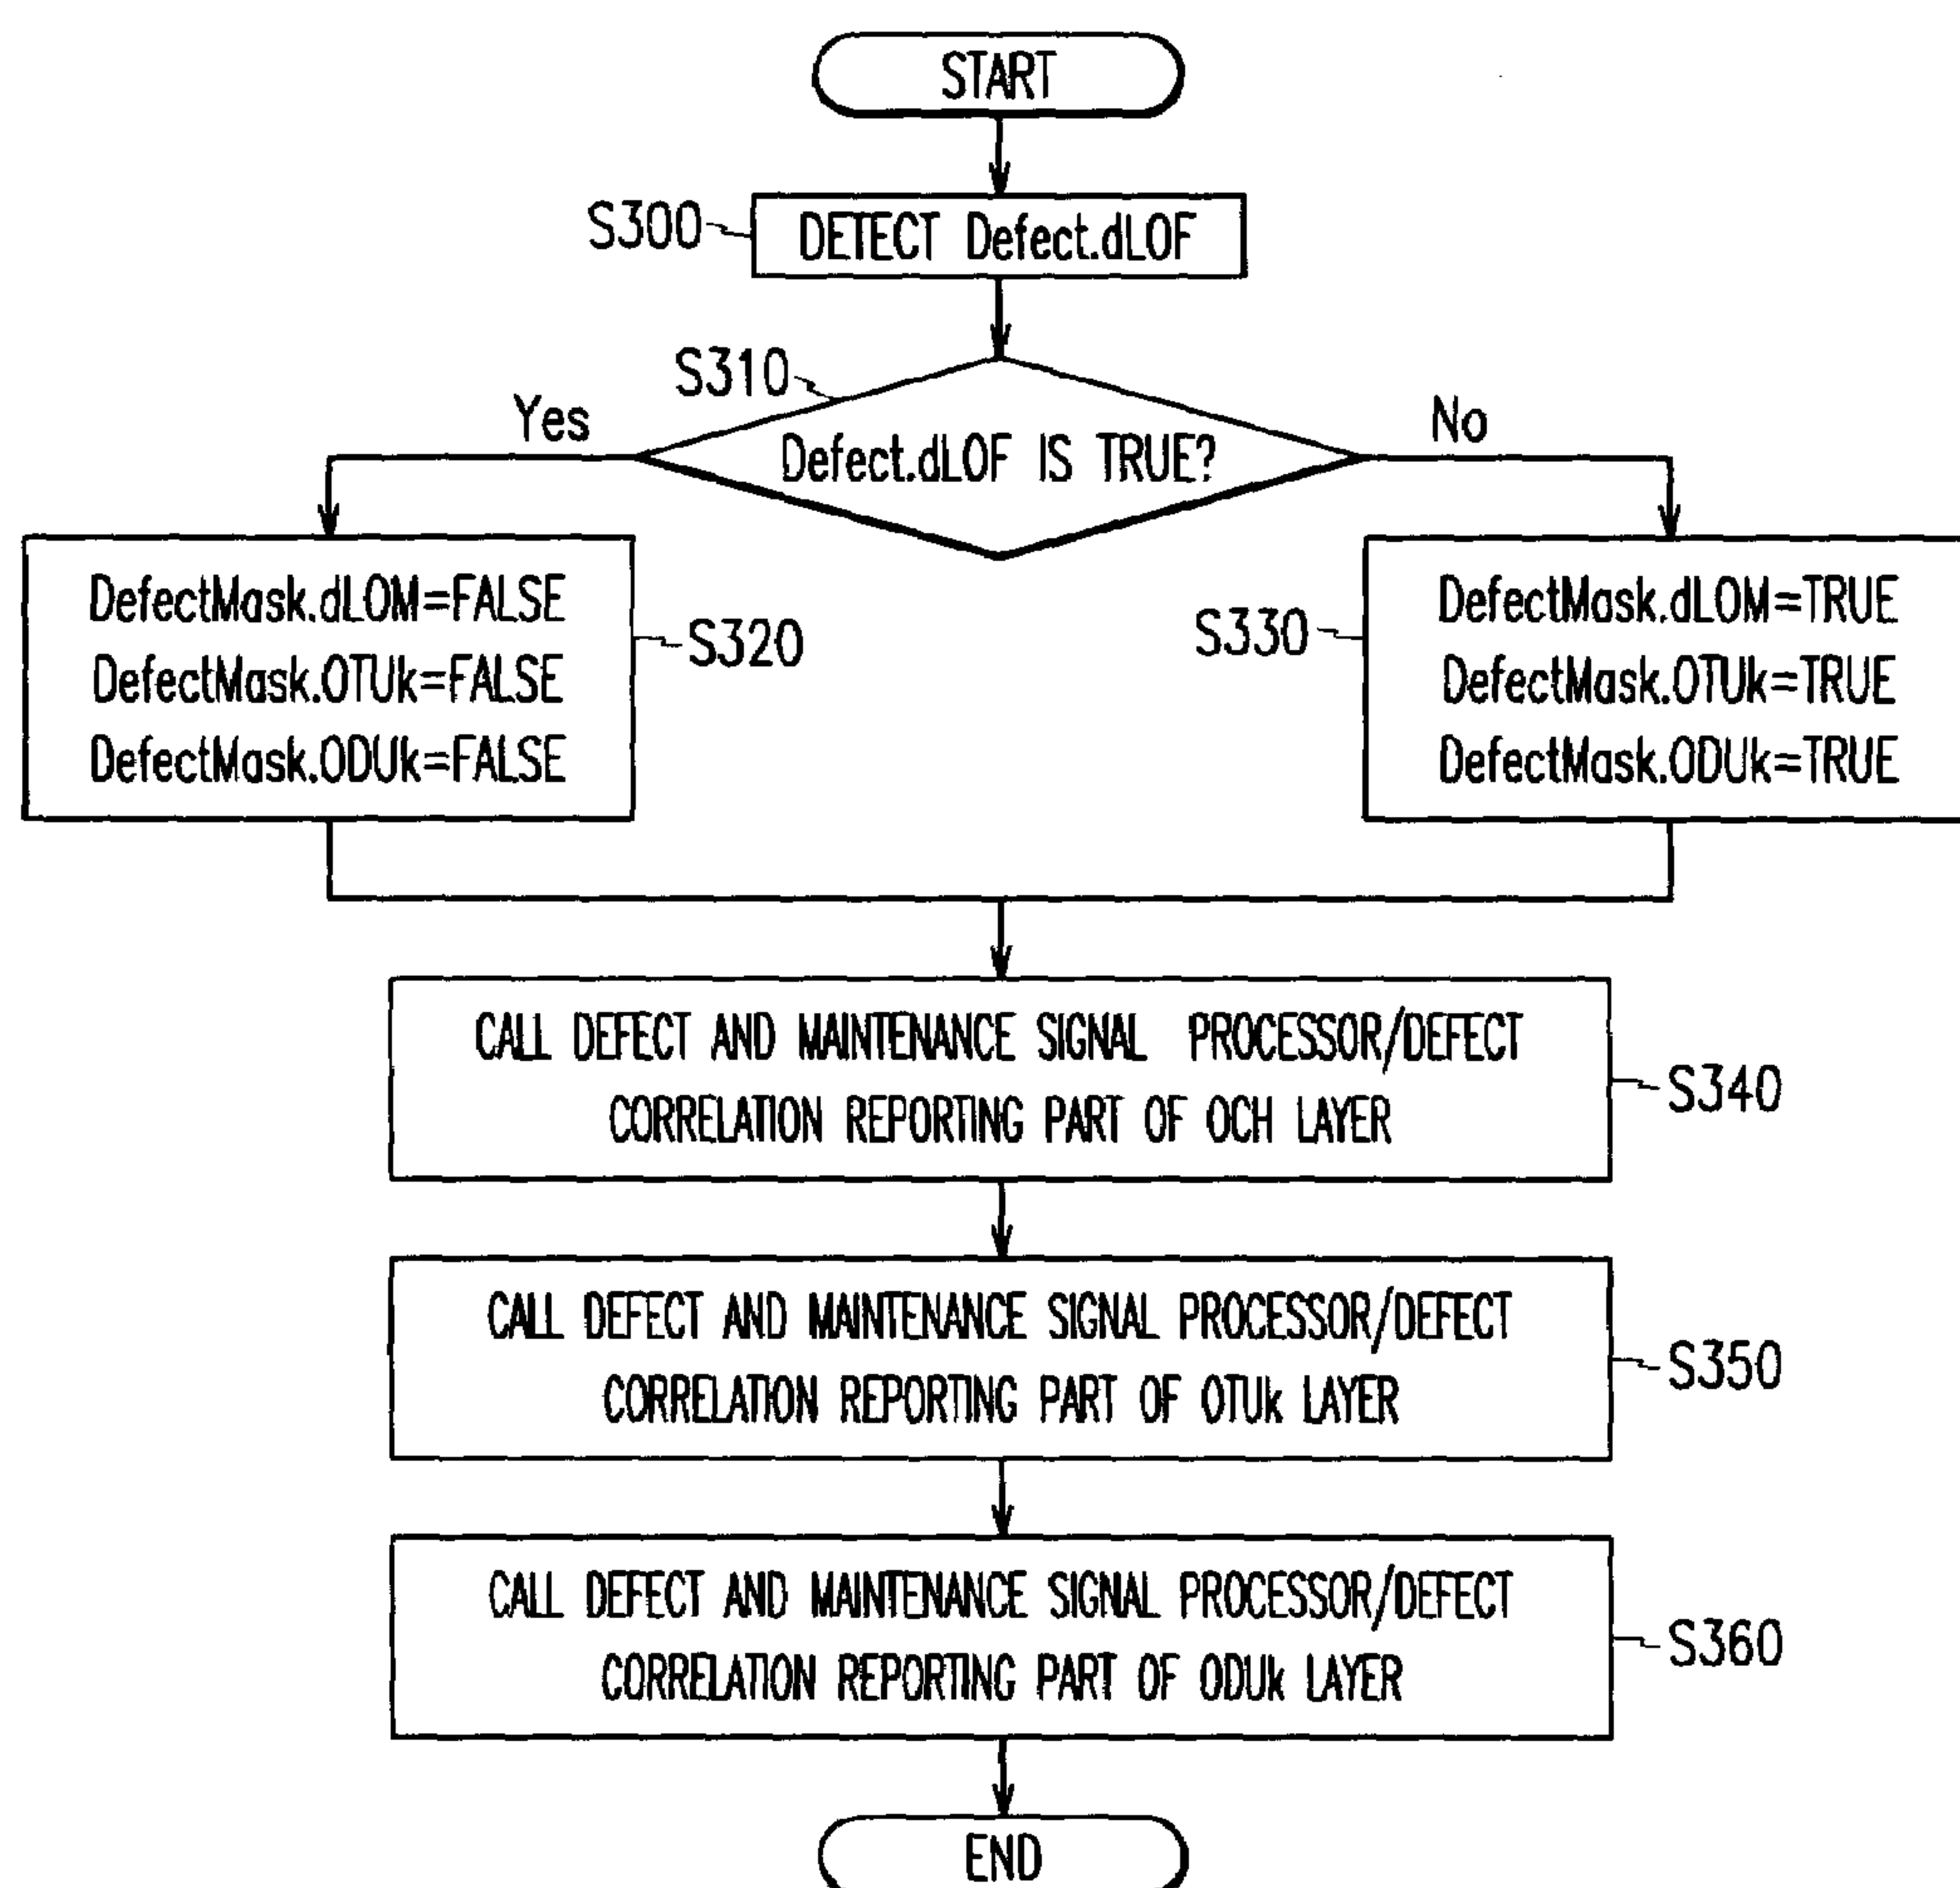 START
S300
DETECT Defect.dLOF
S310
Yes
No
Defect.dLOF IS TRUE?
DefectMask.dLOM=FALSE
DefectMask.OTUk=FALSE
DefectMask.ODUk=FALSE
S320
S330
DefectMask.dLOM=TRUE
DefectMask.OTUk=TRUE
DefectMask.ODUk=TRUE
CALL DEFECT AND MAINTENANCE SIGNAL PROCESSOR/DEFECT
CORRELATION REPORTING PART OF OCH LAYER
S340
CALL DEFECT AND MAINTENANCE SIGNAL PROCESSOR/DEFECT
CORRELATION REPORTING PART OF OTUk LAYER
S350
CALL DEFECT AND MAINTENANCE SIGNAL PROCESSOR/DEFECT
CORRELATION REPORTING PART OF ODUk LAYER
S360
END